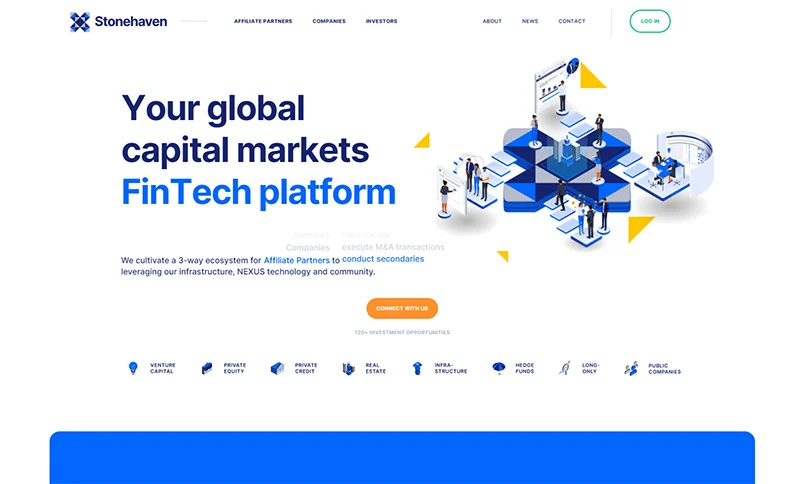 Stonehaven
AFFILIATE PARTNERS
COMPANIES
INVESTORS
ABOUT
NEWS
CONTACT
LOG IN
Your global
capital markets
FinTech platform
Investors
raise capital
Companies
execute M&A transactions
We cultivate a 3-way ecosystem for Affiliate Partners to conduct secondaries
leveraging our infrastructure, NEXUS technology and community.
CONNECT WITH US
120+ INVESTMENT OPPORTUNITIES
VENTURE
CAPITAL
PRIVATE
EQUITY
PRIVATE
CREDIT
REAL
ESTATE
INFRA-
STRUCTURE
HEDGE
FUNDS
LONG-
ONLY
PUBLIC
COMPANIES